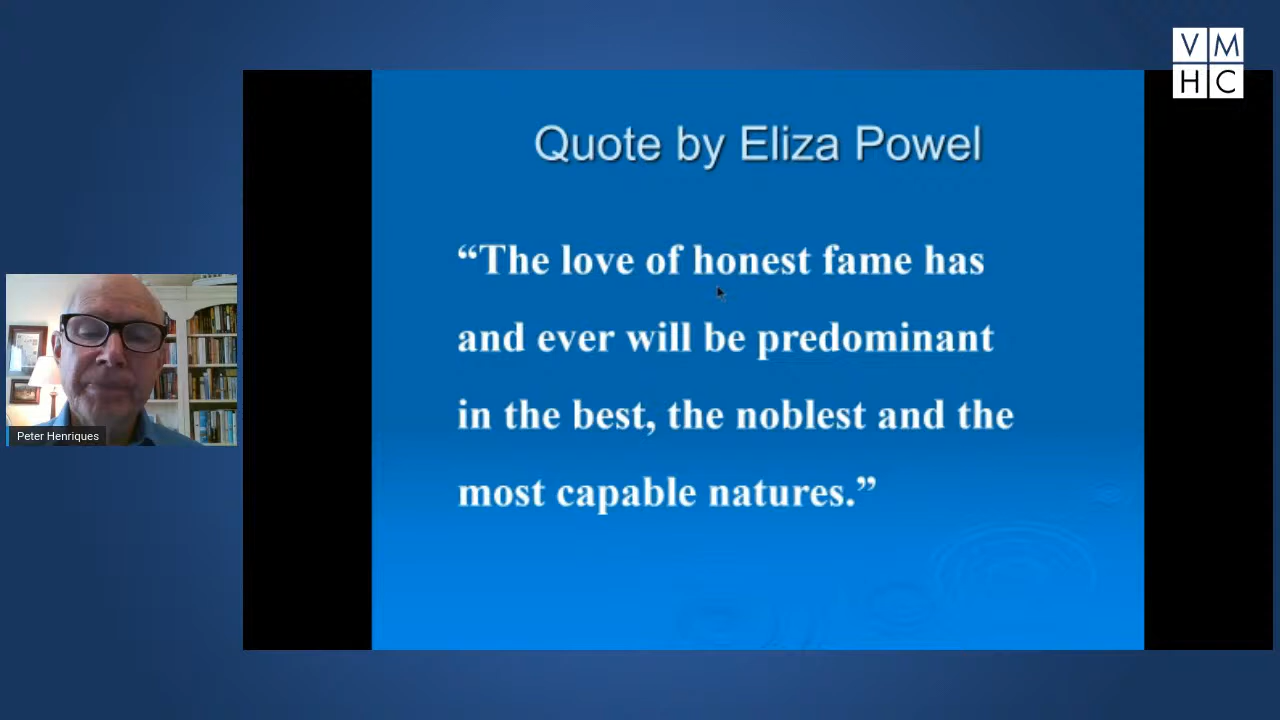 VM
HC
Quote by Eliza Powel
“The love of honest fame has
and ever will be predominant
in the best, the noblest and the
most capable natures.”
Peter Henriques